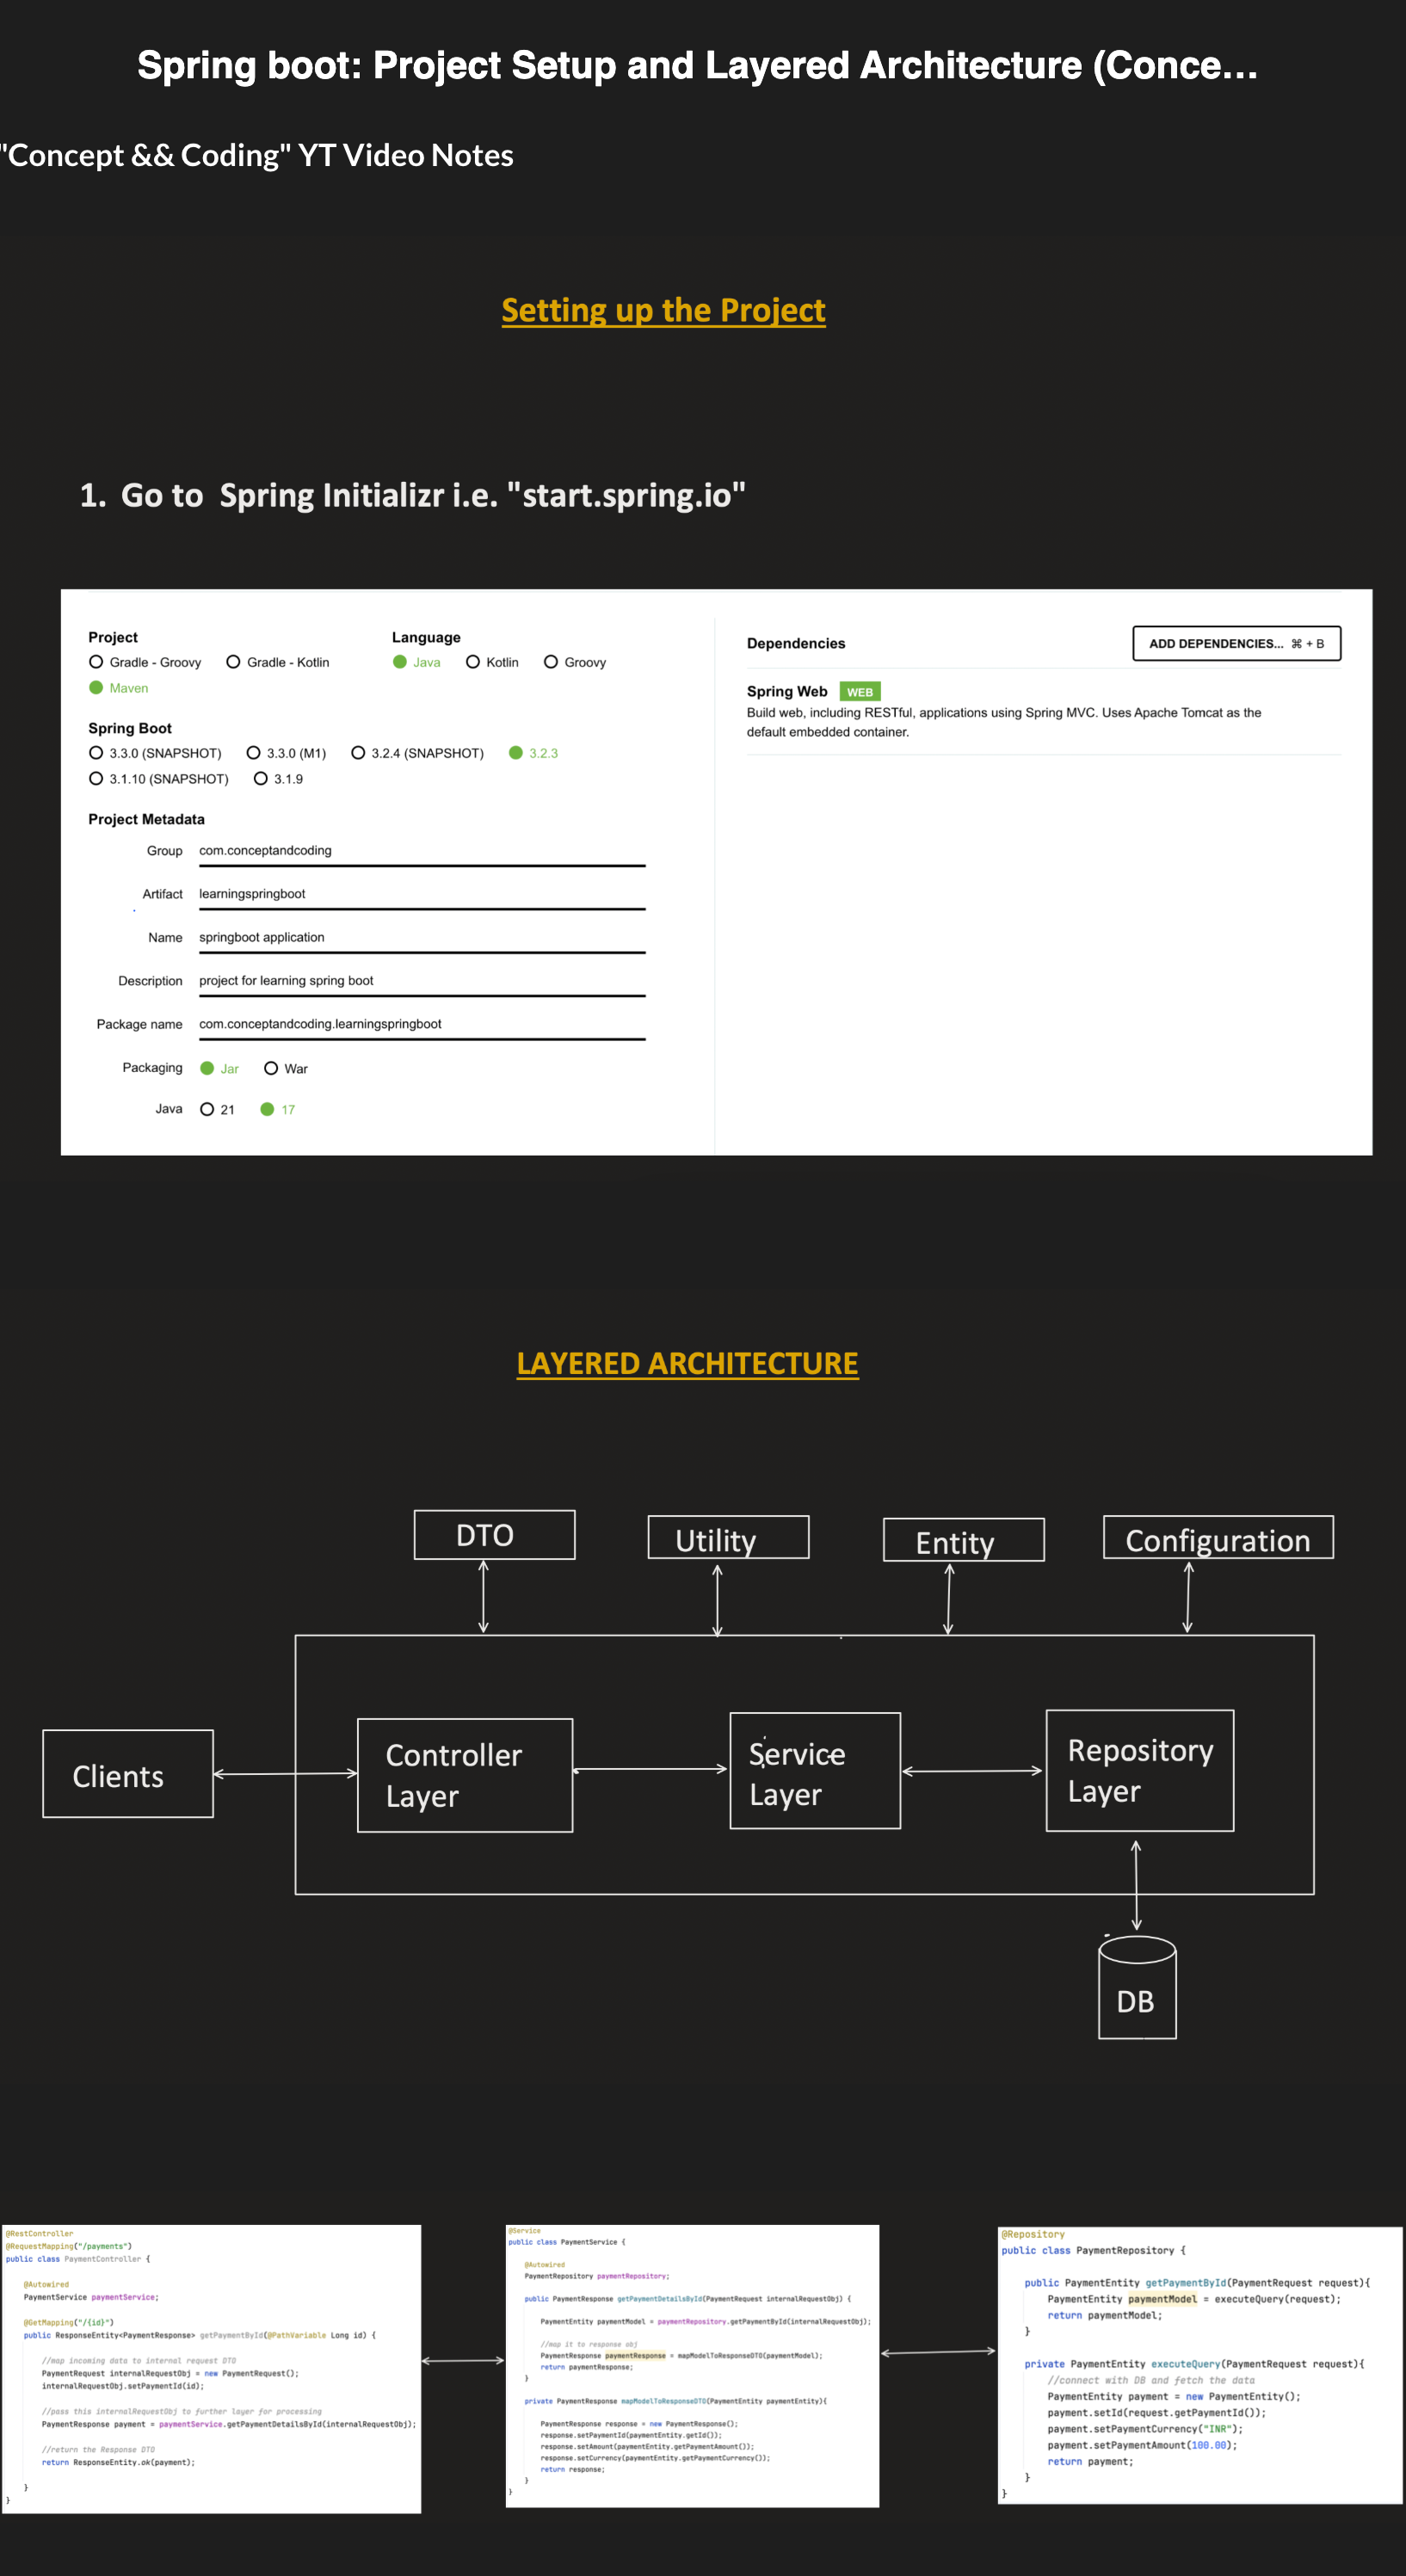 Spring boot: Project Setup and Layered Architecture (Conce...
"Concept && Coding" YT Video Notes
Setting up the Project
1. Go to Spring Initializr i.e. "start.spring.io"
Project
Gradle - Groovy Gradle - Kotlin
Maven
Language
Java Kotlin Groovy
Spring Boot
3.3.0 (SNAPSHOT) 3.3.0 (M1) 3.2.4 (SNAPSHOT) 3.2.3
3.1.10 (SNAPSHOT) 3.1.9
Project Metadata
Group com.conceptandcoding
Artifact learningspringboot
Name springboot application
Description project for learning spring boot
Package name com.conceptandcoding.learningspringboot
Packaging Jar War
Java 21 17
Dependencies
ADD DEPENDENCIES... ⌘ + B
Spring Web WEB
Build web, including RESTful, applications using Spring MVC. Uses Apache Tomcat as the
default embedded container.
LAYERED ARCHITECTURE
DTO
Utility
Entity
Configuration
Clients
Controller
Layer
Service
Layer
Repository
Layer
DB
@RestController
@RequestMapping("/payments")
public class PaymentController {
@Autowired
PaymentService paymentService;
@GetMapping("/{id}")
public ResponseEntity<PaymentResponse> getPaymentById(@PathVariable Long id) {
//map incoming data to internal request DTO
PaymentRequest internalRequestObj = new PaymentRequest();
internalRequestObj.setPaymentId(id);
//pass this internalRequestObj to further layer for processing
PaymentResponse payment = paymentService.getPaymentDetailsById(internalRequestObj);
//return the Response DTO
return ResponseEntity.ok(payment);
}
}
@Service
public class PaymentService {
@Autowired
PaymentRepository paymentRepository;
public PaymentResponse getPaymentDetailsById(PaymentRequest internalRequestObj) {
PaymentEntity paymentModel = paymentRepository.getPaymentById(internalRequestObj);
//map it to response obj
PaymentResponse paymentResponse = mapModelToResponseDTO(paymentModel);
return paymentResponse;
}
private PaymentResponse mapModelToResponseDTO(PaymentEntity paymentEntity){
PaymentResponse response = new PaymentResponse();
response.setPaymentId(paymentEntity.getId());
response.setAmount(paymentEntity.getPaymentAmount());
response.setCurrency(paymentEntity.getPaymentCurrency());
return response;
}
}
@Repository
public class PaymentRepository {
public PaymentEntity getPaymentById(PaymentRequest request){
PaymentEntity paymentModel = executeQuery(request);
return paymentModel;
}
private PaymentEntity executeQuery(PaymentRequest request){
//connect with DB and fetch the data
PaymentEntity payment = new PaymentEntity();
payment.setId(request.getPaymentId());
payment.setPaymentCurrency("INR");
payment.setPaymentAmount(100.00);
return payment;
}
}